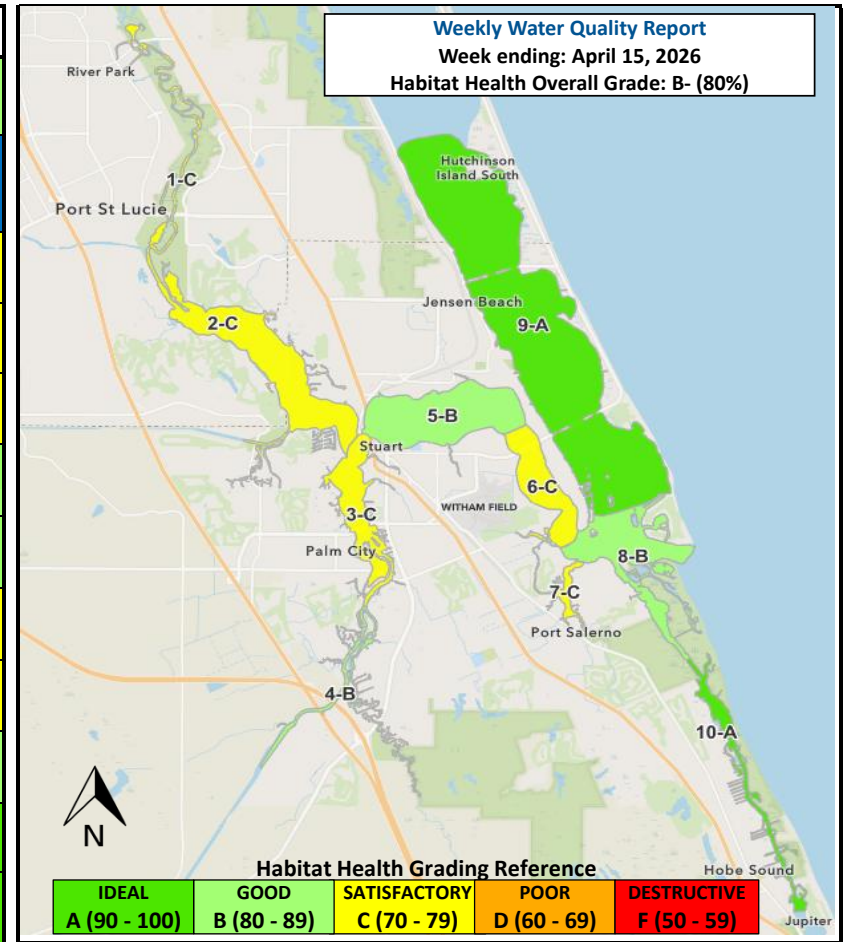 Weekly Water Quality Report
Week ending: April 15, 2026
Habitat Health Overall Grade: B- (80%)
River Park
Hutchinson
Island South
1-C
Port St Lucie
Jensen Beach
2-C
9-A
5-B
Stuart
6-C
WITHAM FIELD
3-C
Palm City
8-B
7-C
Port Salerno
4-B
10-A
N
Hobe Sound
Jupiter
Habitat Health Grading Reference
IDEAL GOOD SATISFACTORY POOR DESTRUCTIVE
A (90 - 100) B (80 - 89) C (70 - 79) D (60 - 69) F (50 - 59)